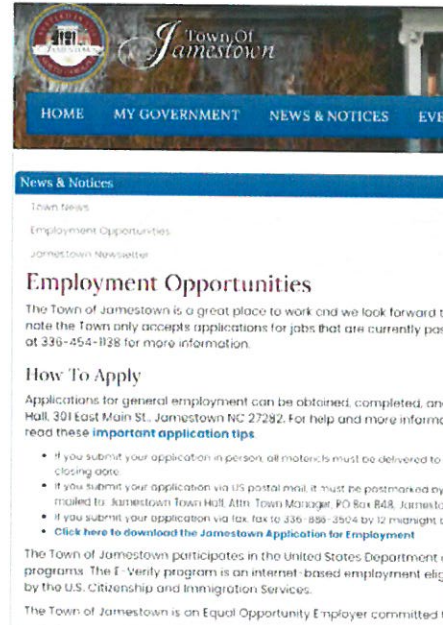 Town Of
Jamestown
HOME MY GOVERNMENT NEWS & NOTICES EVE
News & Notices
Town News
Employment Opportunities
Jamestown Newsletter
Employment Opportunities
The Town of Jamestown is a great place to work and we look forward t
note the Town only accepts applications for jobs that are currently pos
at 336-454-1138 for more information.
How To Apply
Applications for general employment can be obtained, completed, and
Hall, 301 East Main St., Jamestown NC 27282. For help and more informa
read these important application tips
• If you submit your application in person, all materials must be delivered to
closing date.
• If you submit your application via US postal mail, it must be postmarked by
mailed to: Jamestown Town Hall, Attn: Town Manager, PO Box 848, Jamesto
• If you submit your application via fax, fax to 336-886-3504 by 12 midnight o
• Click here to download the Jamestown Application for Employment
The Town of Jamestown participates in the United States Department o
programs. The E-Verify program is an internet-based employment elig
by the U.S. Citizenship and Immigration Services.
The Town of Jamestown is an Equal Opportunity Employer committed t